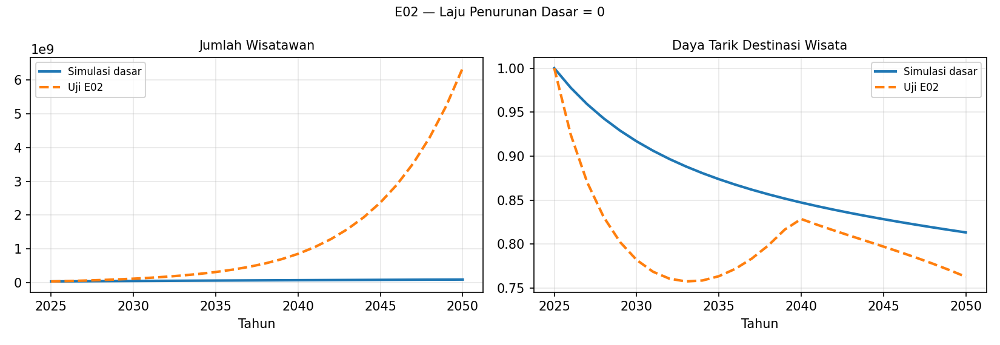 E02 — Laju Penurunan Dasar = 0
Jumlah Wisatawan
1e9
Simulasi dasar
Uji E02
6
5
4
3
2
1
0
2025 2030 2035 2040 2045 2050
Tahun
Daya Tarik Destinasi Wisata
Simulasi dasar
Uji E02
1.00
0.95
0.90
0.85
0.80
0.75
2025 2030 2035 2040 2045 2050
Tahun